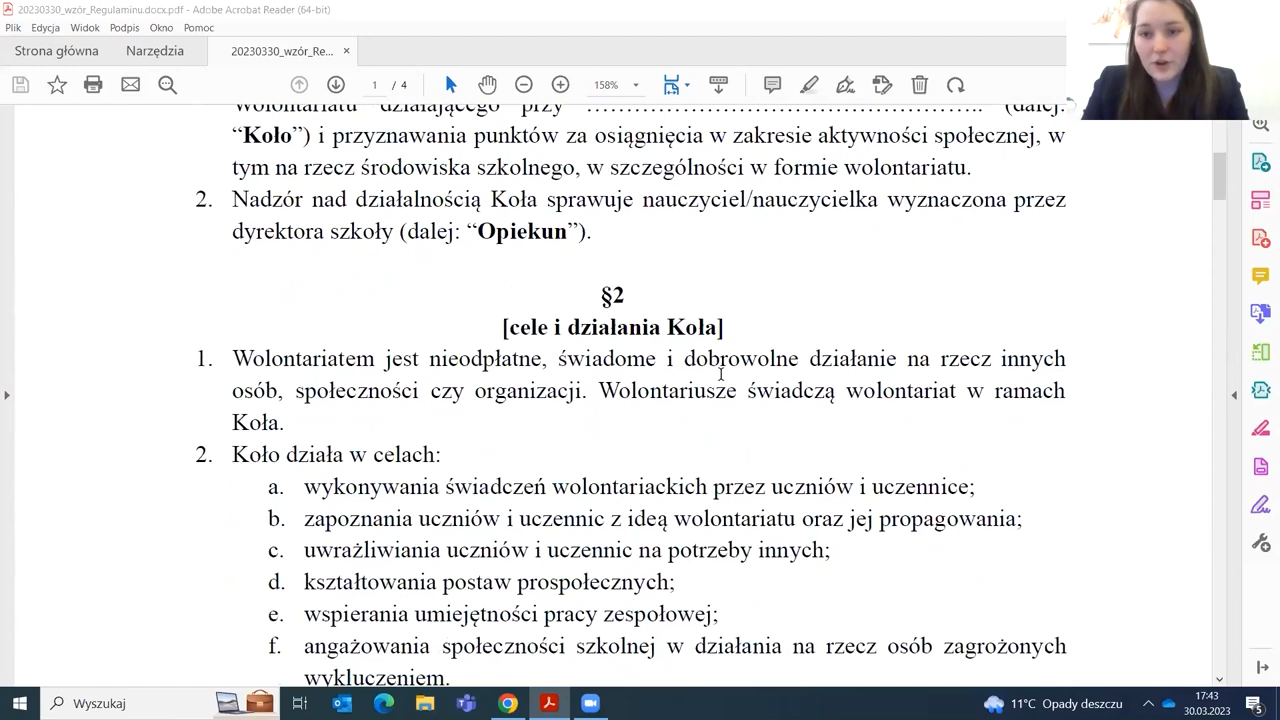 20230330_wzór_Regulaminu.docx.pdf - Adobe Acrobat Reader (64-bit)
Plik Edycja Widok Podpis Okno Pomoc
Strona główna Narzędzia 20230330_wzór_Re... ×
1 / 4 158%
Wolontariatu działającego przy ……………………………………….. (dalej:
“Koło”) i przyznawania punktów za osiągnięcia w zakresie aktywności społecznej, w
tym na rzecz środowiska szkolnego, w szczególności w formie wolontariatu.
2. Nadzór nad działalnością Koła sprawuje nauczyciel/nauczycielka wyznaczona przez
dyrektora szkoły (dalej: “Opiekun”).
§2
[cele i działania Koła]
1. Wolontariatem jest nieodpłatne, świadome i dobrowolne działanie na rzecz innych
osób, społeczności czy organizacji. Wolontariusze świadczą wolontariat w ramach
Koła.
2. Koło działa w celach:
a. wykonywania świadczeń wolontariackich przez uczniów i uczennice;
b. zapoznania uczniów i uczennic z ideą wolontariatu oraz jej propagowania;
c. uwrażliwiania uczniów i uczennic na potrzeby innych;
d. kształtowania postaw prospołecznych;
e. wspierania umiejętności pracy zespołowej;
f. angażowania społeczności szkolnej w działania na rzecz osób zagrożonych
wykluczeniem.
Wyszukaj
11°C Opady deszczu
17:43
30.03.2023
5